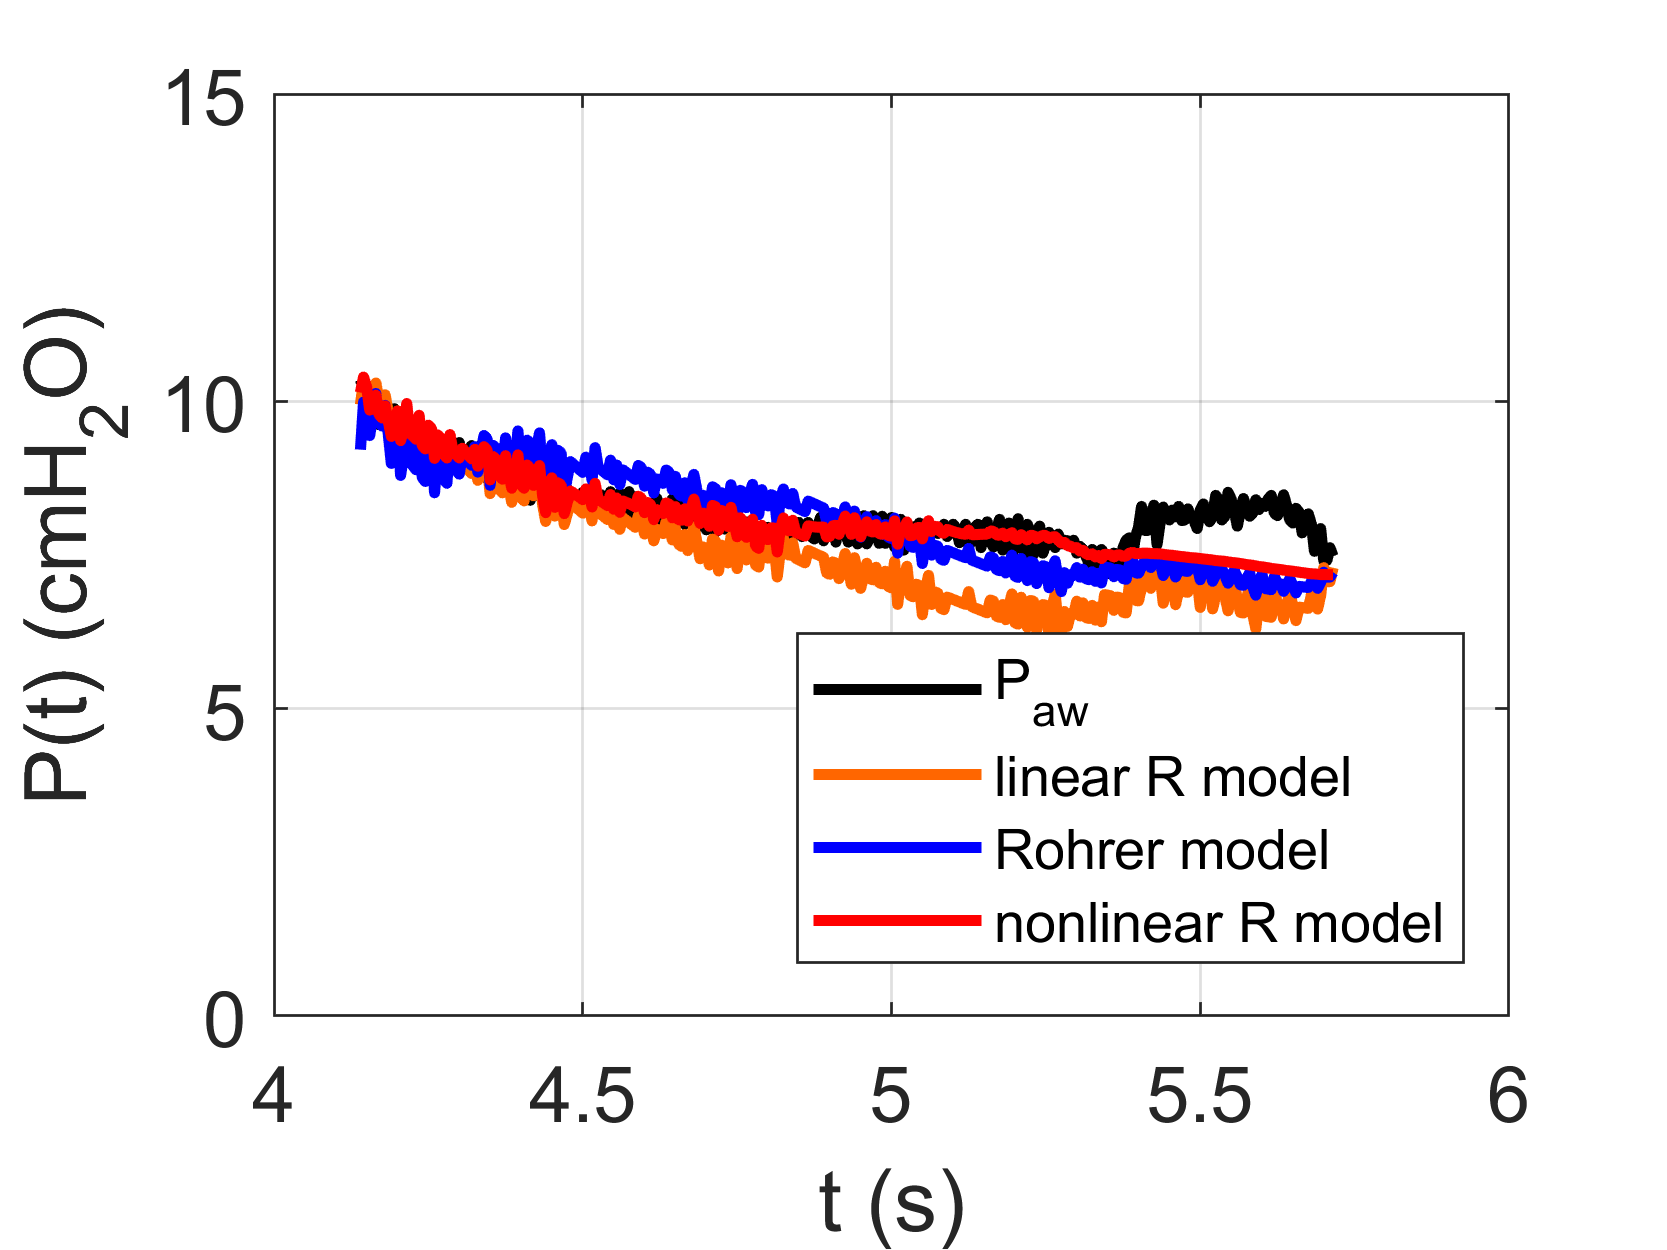 15
10
5
0
P(t) (cmH2O)
4 4.5 5 5.5 6
t (s)
Paw
linear R model
Rohrer model
nonlinear R model